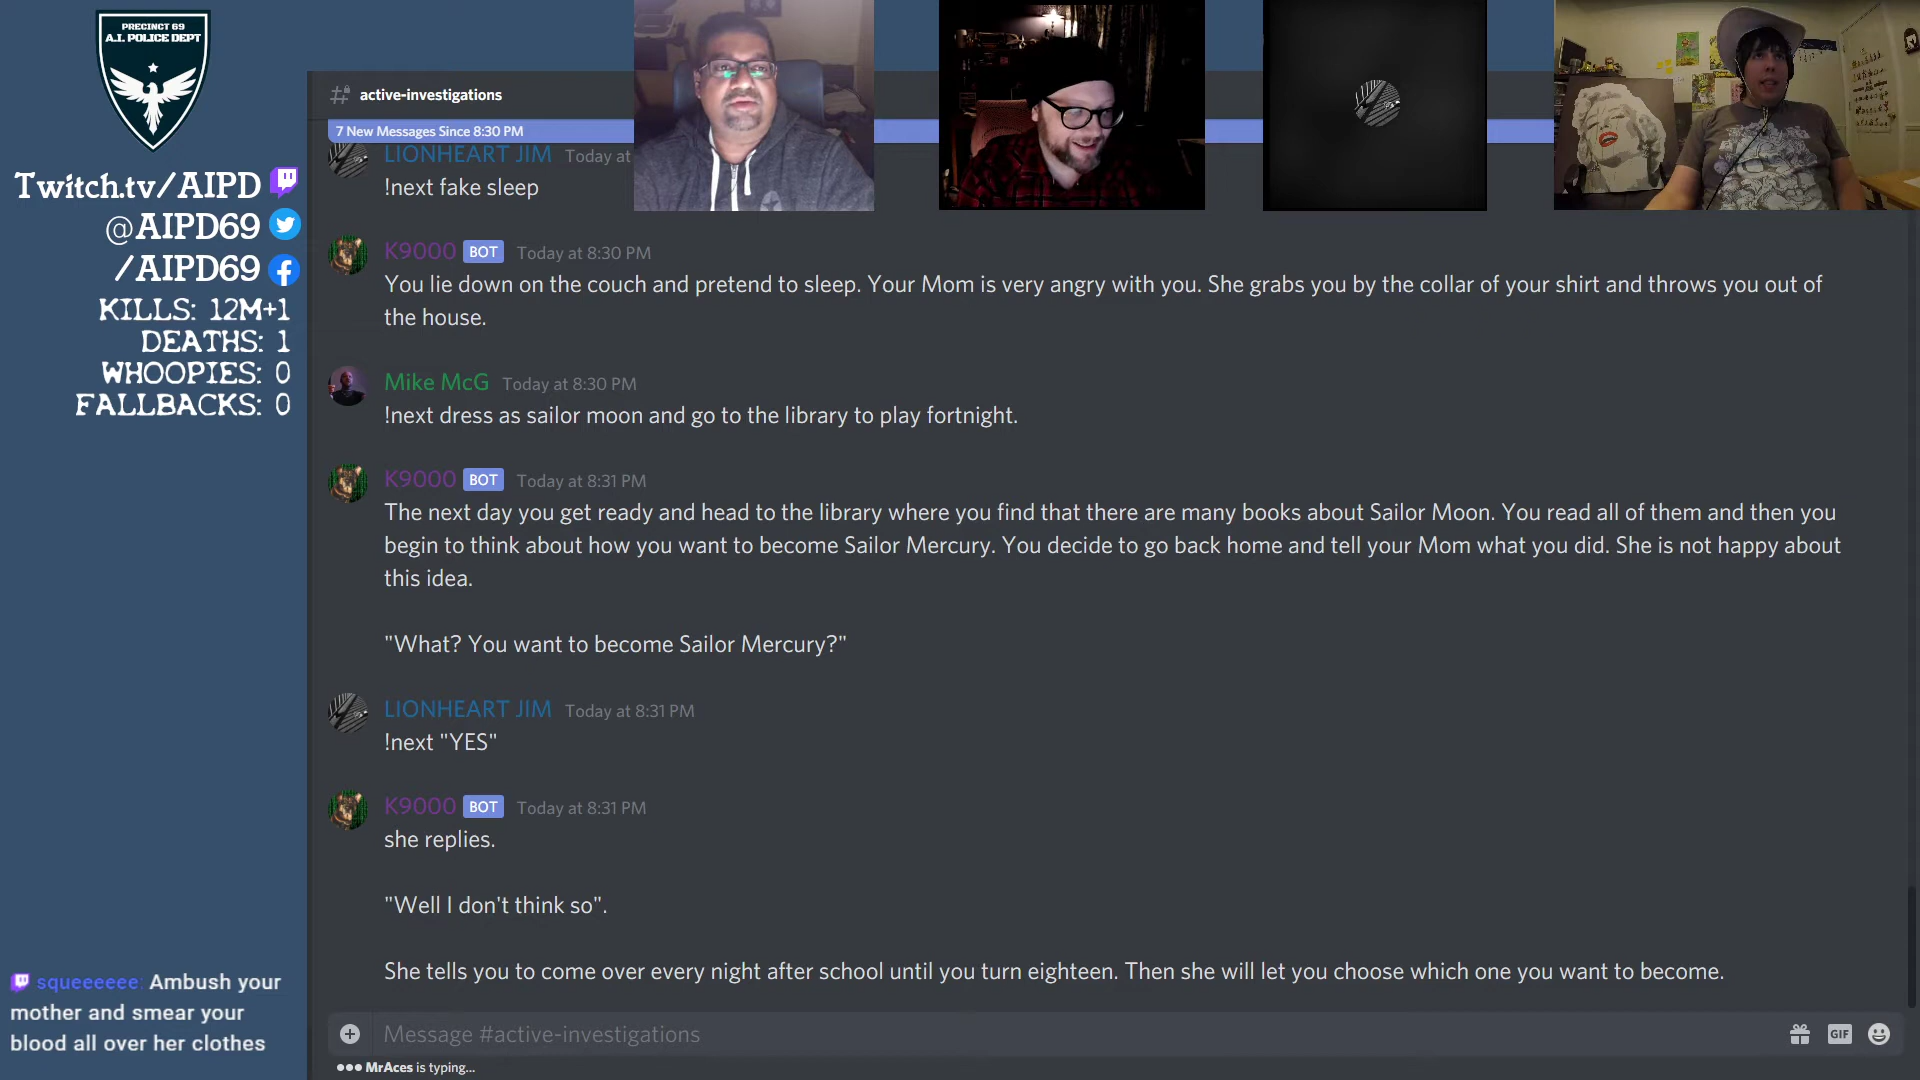 PRECINCT 69
A.I. POLICE DEPT
Twitch.tv/AIPD
@AIPD69
/AIPD69
KILLS: 12M+1
DEATHS: 1
WHOOPIES: 0
FALLBACKS: 0
squeeeeee: Ambush your
mother and smear your
blood all over her clothes
active-investigations
7 New Messages Since 8:30 PM
LIONHEART JIM Today at
!next fake sleep
K9000 BOT Today at 8:30 PM
You lie down on the couch and pretend to sleep. Your Mom is very angry with you. She grabs you by the collar of your shirt and throws you out of
the house.
Mike McG Today at 8:30 PM
!next dress as sailor moon and go to the library to play fortnight.
K9000 BOT Today at 8:31 PM
The next day you get ready and head to the library where you find that there are many books about Sailor Moon. You read all of them and then you
begin to think about how you want to become Sailor Mercury. You decide to go back home and tell your Mom what you did. She is not happy about
this idea.
"What? You want to become Sailor Mercury?"
LIONHEART JIM Today at 8:31 PM
!next "YES"
K9000 BOT Today at 8:31 PM
she replies.
"Well I don't think so".
She tells you to come over every night after school until you turn eighteen. Then she will let you choose which one you want to become.
Message #active-investigations
GIF
MrAces is typing...